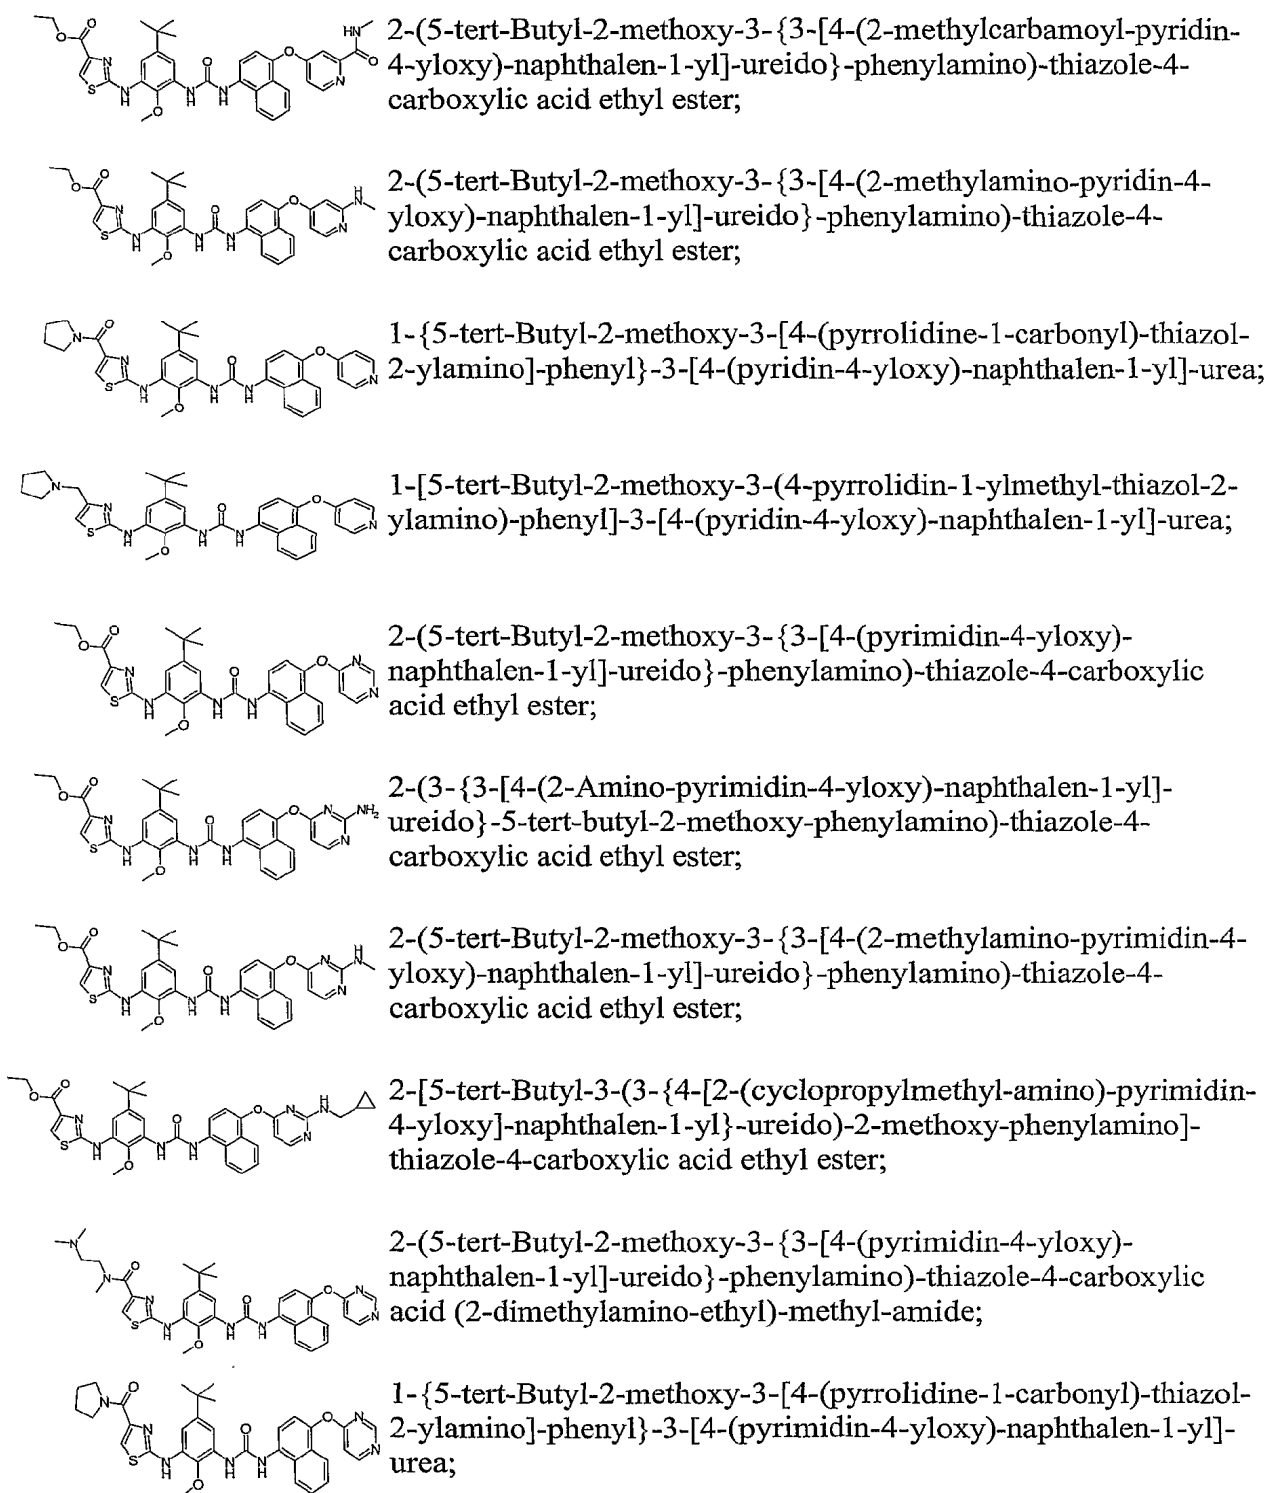 2-(5-tert-Butyl-2-methoxy-3-{3-[4-(2-methylcarbamoyl-pyridin-
4-yloxy)-naphthalen-1-yl]-ureido}-phenylamino)-thiazole-4-
carboxylic acid ethyl ester;
2-(5-tert-Butyl-2-methoxy-3-{3-[4-(2-methylamino-pyridin-4-
yloxy)-naphthalen-1-yl]-ureido}-phenylamino)-thiazole-4-
carboxylic acid ethyl ester;
1-{5-tert-Butyl-2-methoxy-3-[4-(pyrrolidine-1-carbonyl)-thiazol-
2-ylamino]-phenyl}-3-[4-(pyridin-4-yloxy)-naphthalen-1-yl]-urea;
1-[5-tert-Butyl-2-methoxy-3-(4-pyrrolidin-1-ylmethyl-thiazol-2-
ylamino)-phenyl]-3-[4-(pyridin-4-yloxy)-naphthalen-1-yl]-urea;
2-(5-tert-Butyl-2-methoxy-3-{3-[4-(pyrimidin-4-yloxy)-
naphthalen-1-yl]-ureido}-phenylamino)-thiazole-4-carboxylic
acid ethyl ester;
2-(3-{3-[4-(2-Amino-pyrimidin-4-yloxy)-naphthalen-1-yl]-
ureido}-5-tert-butyl-2-methoxy-phenylamino)-thiazole-4-
carboxylic acid ethyl ester;
2-(5-tert-Butyl-2-methoxy-3-{3-[4-(2-methylamino-pyrimidin-4-
yloxy)-naphthalen-1-yl]-ureido}-phenylamino)-thiazole-4-
carboxylic acid ethyl ester;
2-[5-tert-Butyl-3-(3-{4-[2-(cyclopropylmethyl-amino)-pyrimidin-
4-yloxy]-naphthalen-1-yl}-ureido)-2-methoxy-phenylamino]-
thiazole-4-carboxylic acid ethyl ester;
2-(5-tert-Butyl-2-methoxy-3-{3-[4-(pyrimidin-4-yloxy)-
naphthalen-1-yl]-ureido}-phenylamino)-thiazole-4-carboxylic
acid (2-dimethylamino-ethyl)-methyl-amide;
1-{5-tert-Butyl-2-methoxy-3-[4-(pyrrolidine-1-carbonyl)-thiazol-
2-ylamino]-phenyl}-3-[4-(pyrimidin-4-yloxy)-naphthalen-1-yl]-
urea;